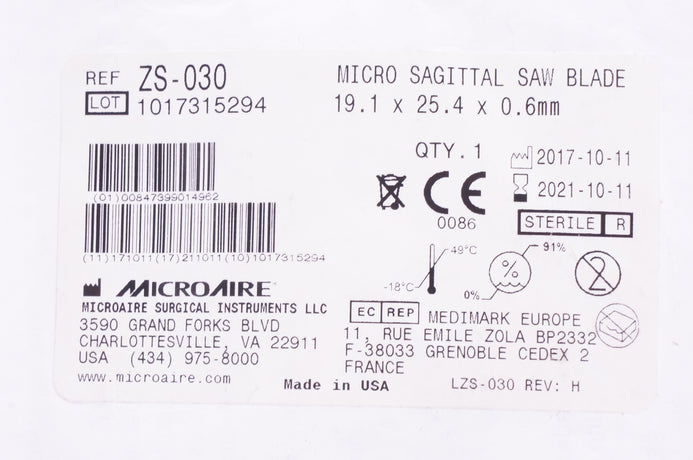 REF ZS-030
LOT 1017315294
MICRO SAGITTAL SAW BLADE
19.1 x 25.4 x 0.6mm
QTY. 1
2017-10-11
2021-10-11
CE
0086
STERILE R
(01)00847399014962
(11)171011(17)211011(10)1017315294
-18°C
49°C
0%
%
91%
2
MICROAIRE
MICROAIRE SURGICAL INSTRUMENTS LLC
3590 GRAND FORKS BLVD
CHARLOTTESVILLE, VA 22911
USA (434) 975-8000
www.microaire.com
EC REP MEDIMARK EUROPE
11, RUE EMILE ZOLA BP2332
F-38033 GRENOBLE CEDEX 2
FRANCE
Made in USA
LZS-030 REV: H